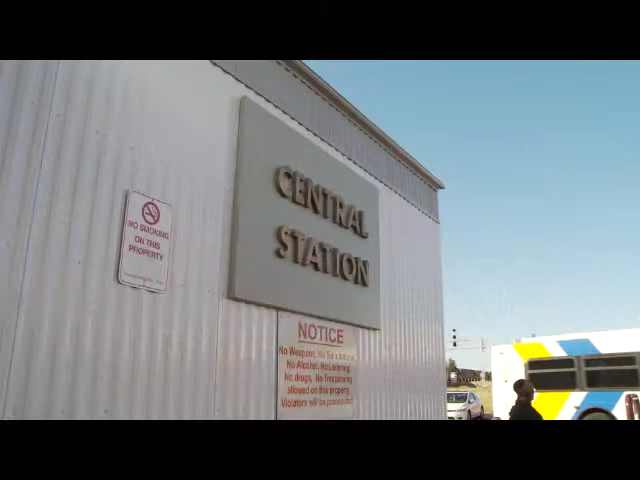 CENTRAL
STATION
NO SMOKING
ON THIS
PROPERTY
NOTICE
No Weapons, No Solicitations
No Alcohol, No Loitering
No drugs, No Trespassing
allowed on this property
Violators will be prosecuted